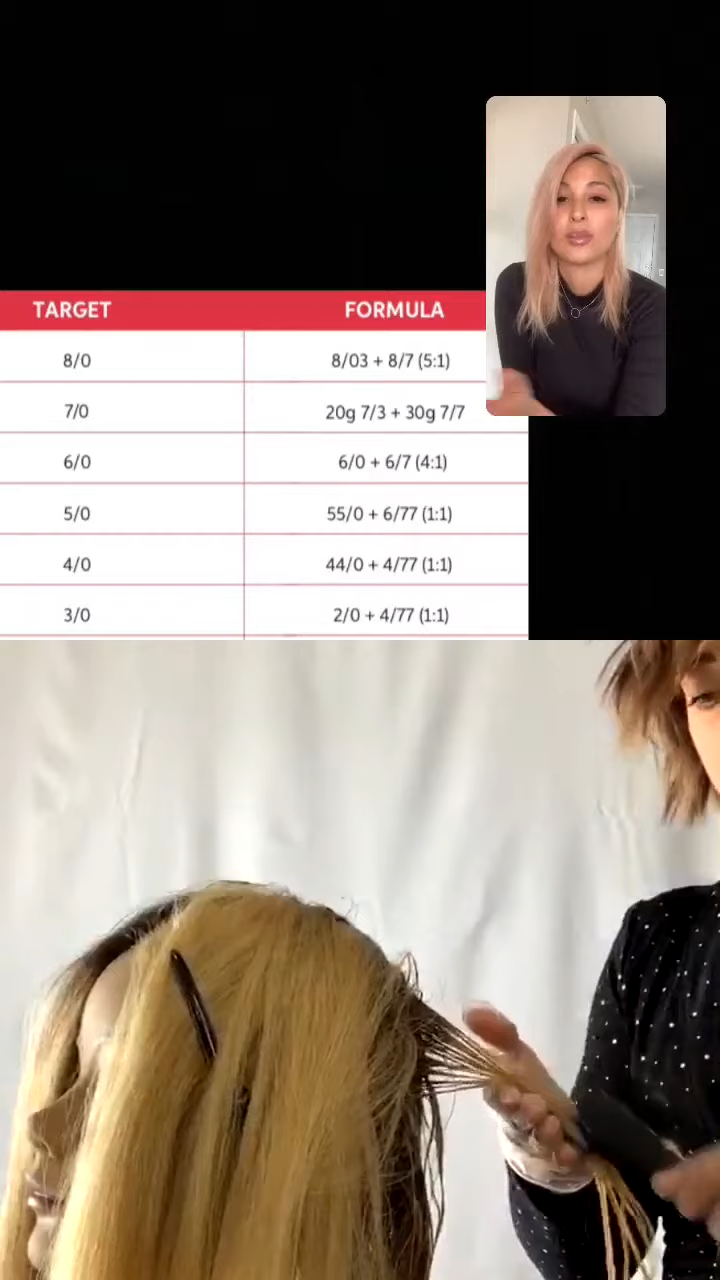 TARGET FORMULA
8/0 8/03 + 8/7 (5:1)
7/0 20g 7/3 + 30g 7/7
6/0 6/0 + 6/7 (4:1)
5/0 55/0 + 6/77 (1:1)
4/0 44/0 + 4/77 (1:1)
3/0 2/0 + 4/77 (1:1)